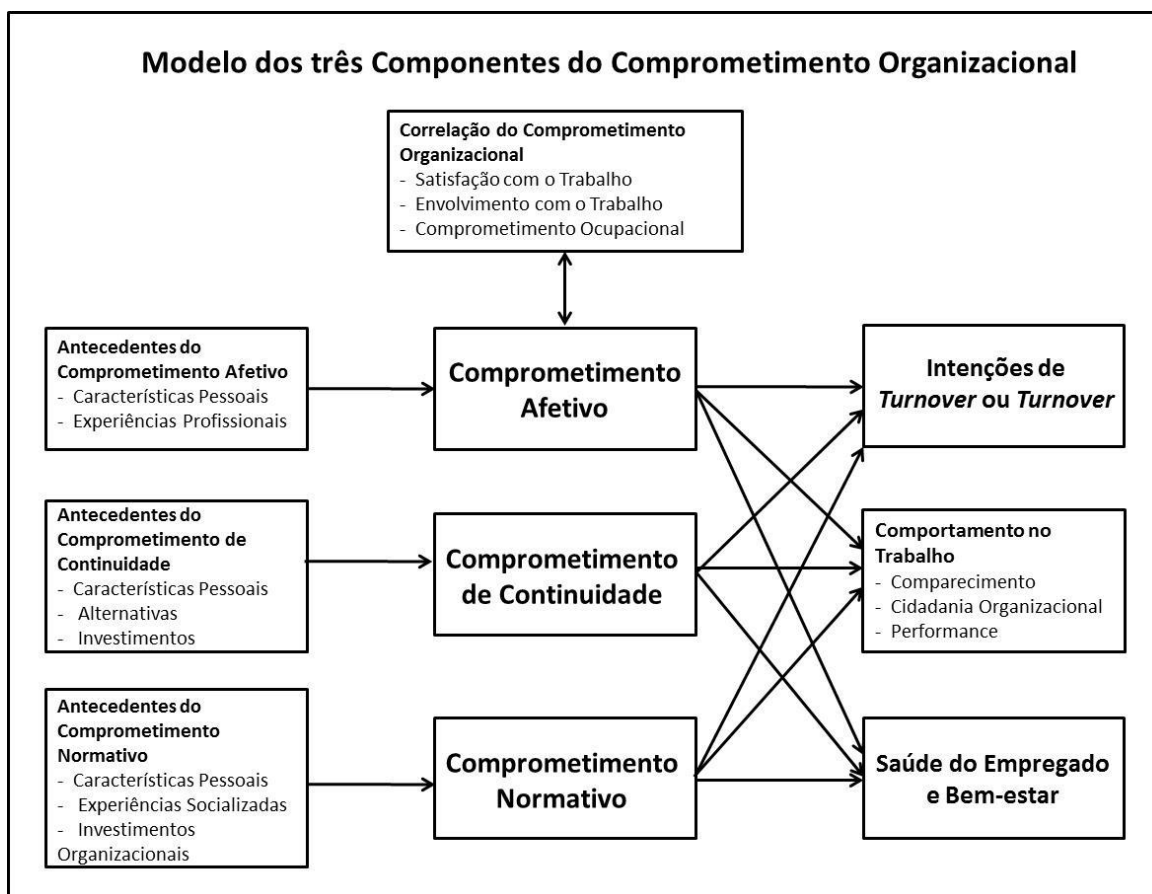 Modelo dos três Componentes do Comprometimento Organizacional
Correlação do Comprometimento
Organizacional
- Satisfação com o Trabalho
- Envolvimento com o Trabalho
- Comprometimento Ocupacional
Antecedentes do
Comprometimento Afetivo
- Características Pessoais
- Experiências Profissionais
Comprometimento
Afetivo
Intenções de
Turnover ou Turnover
Antecedentes do
Comprometimento de
Continuidade
- Características Pessoais
- Alternativas
- Investimentos
Comprometimento
de Continuidade
Comportamento no
Trabalho
- Comparecimento
- Cidadania Organizacional
- Performance
Antecedentes do
Comprometimento
Normativo
- Características Pessoais
- Experiências Socializadas
- Investimentos
Organizacionais
Comprometimento
Normativo
Saúde do Empregado
e Bem-estar